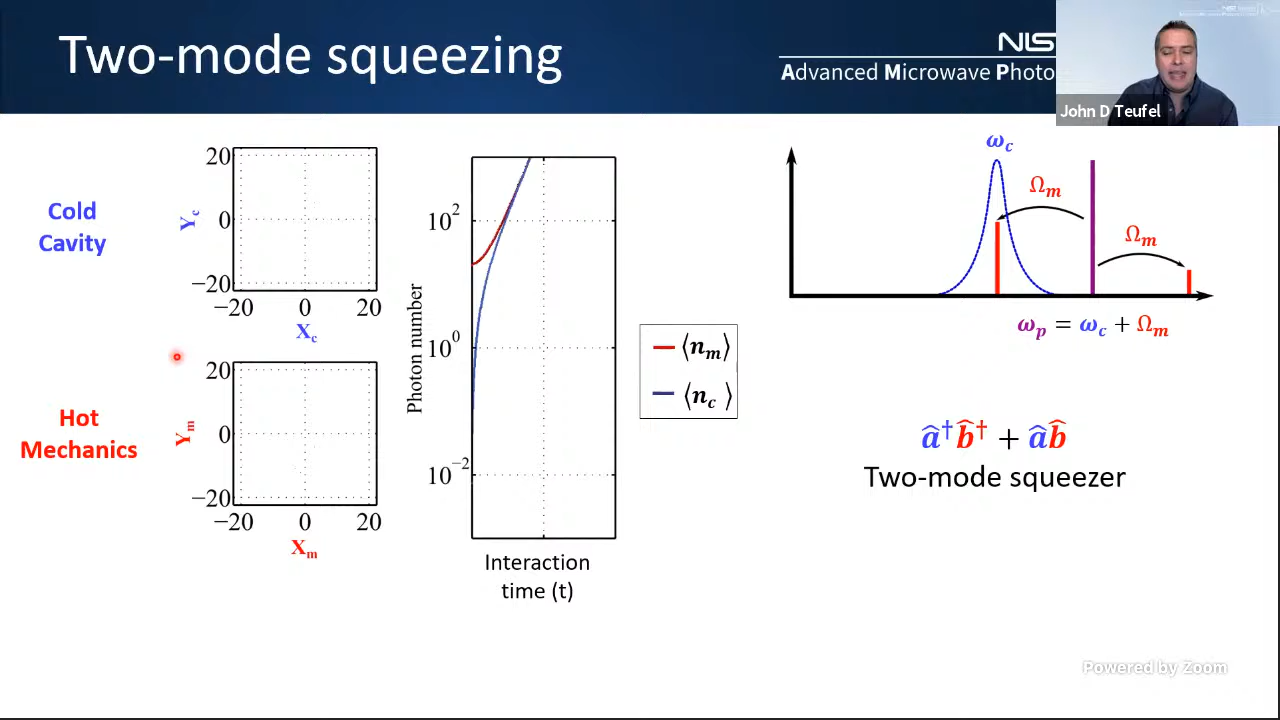 Two-mode squeezing
NIS
Advanced Microwave Photo
John D Teufel
Cold
Cavity
Y_c
20
0
−20
−20 0 20
X_c
Hot
Mechanics
Y_m
20
0
−20
−20 0 20
X_m
Photon number
10^2
10^0
10^−2
Interaction
time (t)
⟨n_m⟩
⟨n_c⟩
ω_c
Ω_m
Ω_m
ω_p = ω_c + Ω_m
â†b̂† + âb̂
Two-mode squeezer
Powered by Zoom